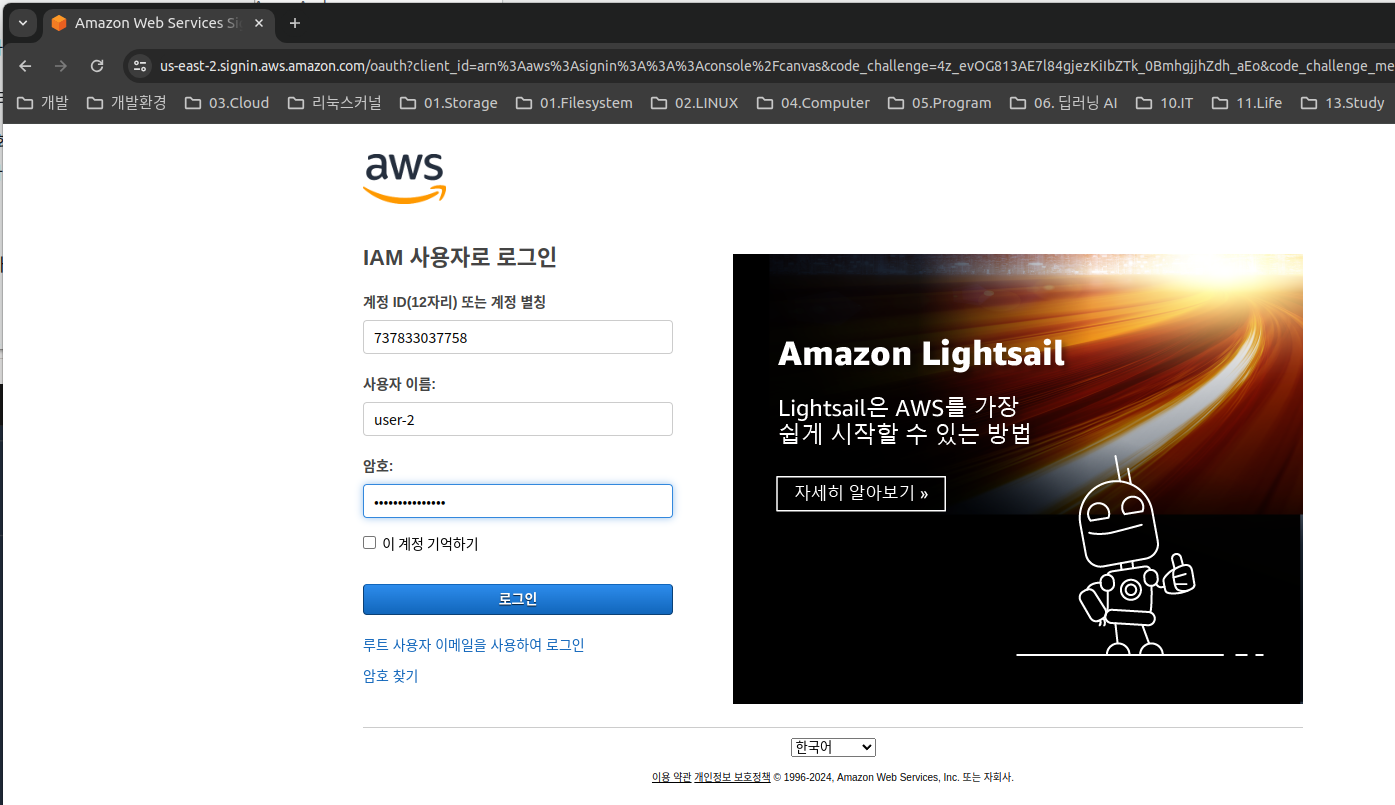 Amazon Web Services Si
us-east-2.signin.aws.amazon.com/oauth?client_id=arn%3Aaws%3Asignin%3A%3A%3Aconsole%2Fcanvas&code_challenge=4z_evOG813AE7l84gjezKiIbZTk_0BmhgjjhZdh_aEo&code_challenge_me
개발 개발환경 03.Cloud 리눅스커널 01.Storage 01.Filesystem 02.LINUX 04.Computer 05.Program 06. 딥러닝 AI 10.IT 11.Life 13.Study
aws
IAM 사용자로 로그인
계정 ID(12자리) 또는 계정 별칭
737833037758
사용자 이름:
user-2
암호:
•••••••••••••••
이 계정 기억하기
로그인
루트 사용자 이메일을 사용하여 로그인
암호 찾기
Amazon Lightsail
Lightsail은 AWS를 가장
쉽게 시작할 수 있는 방법
자세히 알아보기 »
한국어
이용 약관 개인정보 보호정책 © 1996-2024, Amazon Web Services, Inc. 또는 자회사.